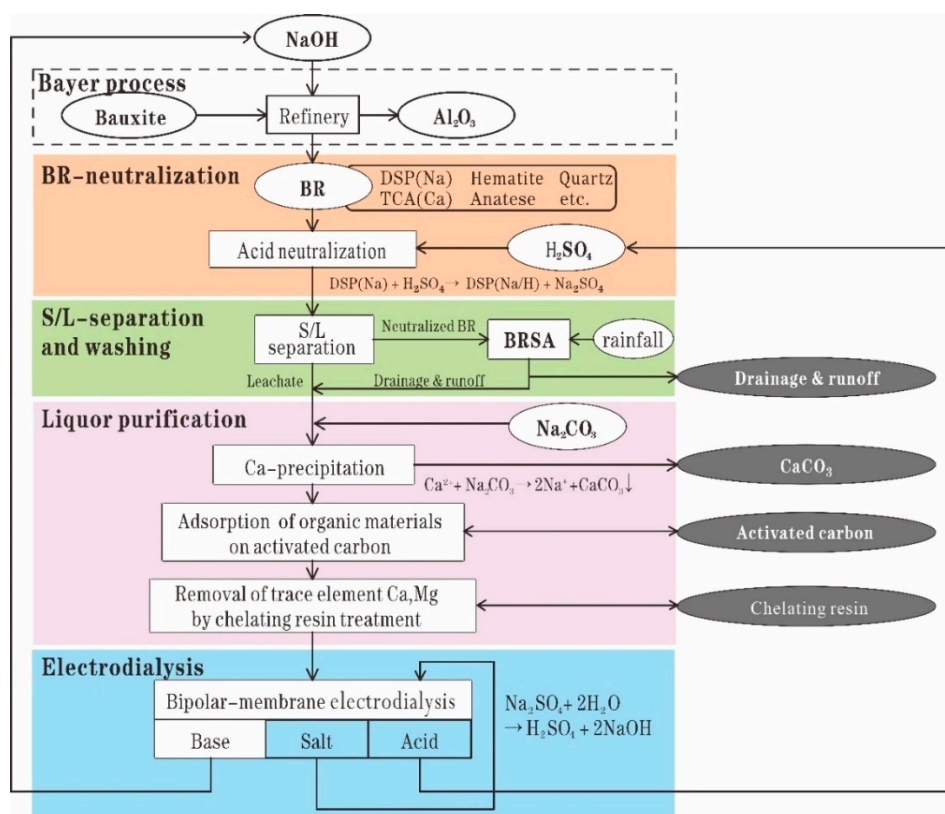 NaOH
Bayer process
Bauxite
Refinery
Al₂O₃
BR-neutralization
BR
DSP(Na) Hematite Quartz
TCA(Ca) Anatese etc.
Acid neutralization
H₂SO₄
DSP(Na) + H₂SO₄→ DSP(Na/H) + Na₂SO₄
S/L-separation
and washing
S/L
separation
Neutralized BR
BRSA
rainfall
Leachate
Drainage & runoff
Drainage & runoff
Liquor purification
Na₂CO₃
Ca-precipitation
CaCO₃
Ca²⁺+ Na₂CO₃→2Na⁺+CaCO₃↓
Adsorption of organic materials
on activated carbon
Activated carbon
Removal of trace element Ca,Mg
by chelating resin treatment
Chelating resin
Electrodialysis
Bipolar-membrane electrodialysis
Base
Salt
Acid
Na₂SO₄+ 2H₂O
→ H₂SO₄ + 2NaOH